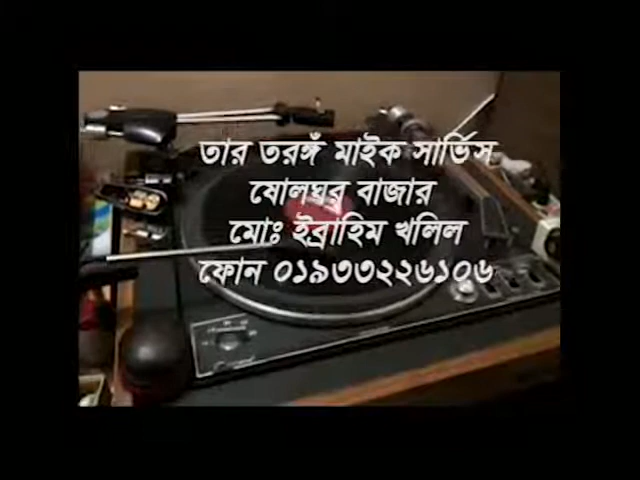 তার তরঙ্গঁ মাইক সার্ভিস
ষোলঘর বাজার
মোঃ ইব্রাহিম খলিল
ফোন ০১৯৩৩২২৬১০৬